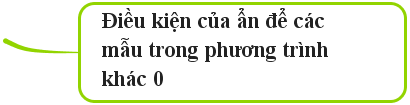 Điều kiện của ẩn để các
mẫu trong phương trình
khác 0